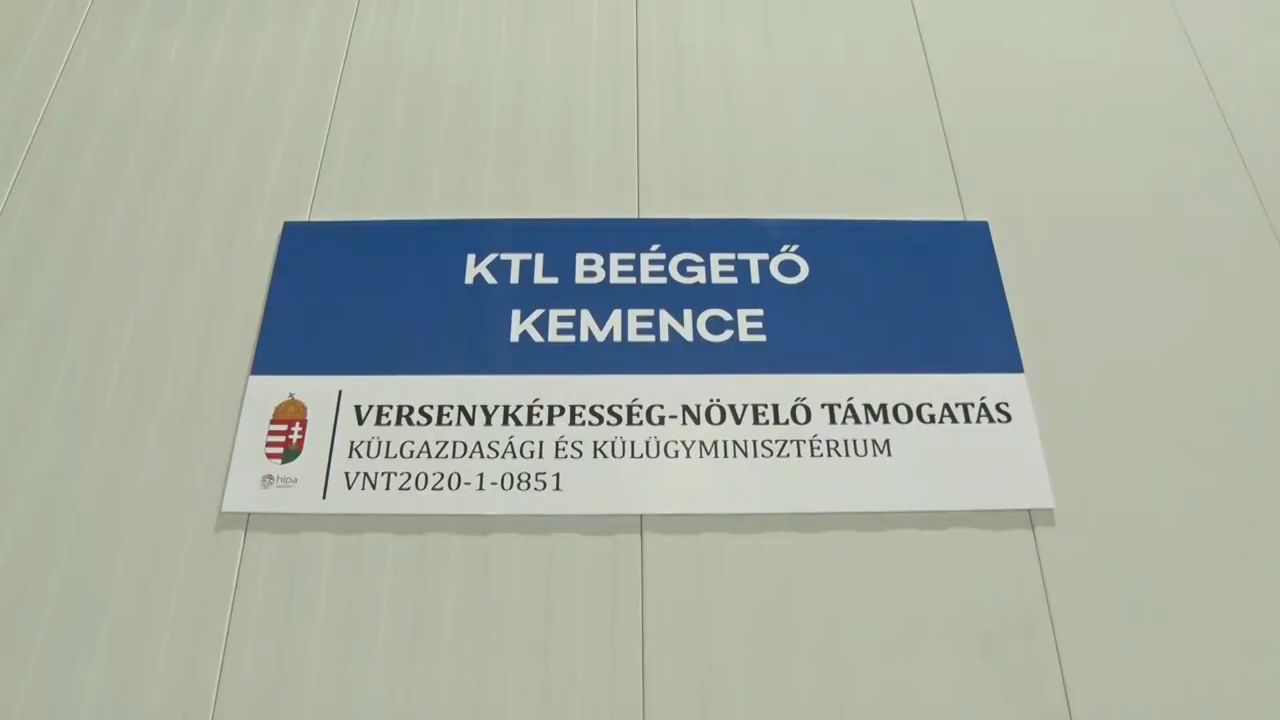 KTL BEÉGETŐ
KEMENCE
VERSENYKÉPESSÉG-NÖVELŐ TÁMOGATÁS
KÜLGAZDASÁGI ÉS KÜLÜGYMINISZTÉRIUM
VNT2020-1-0851
hipa